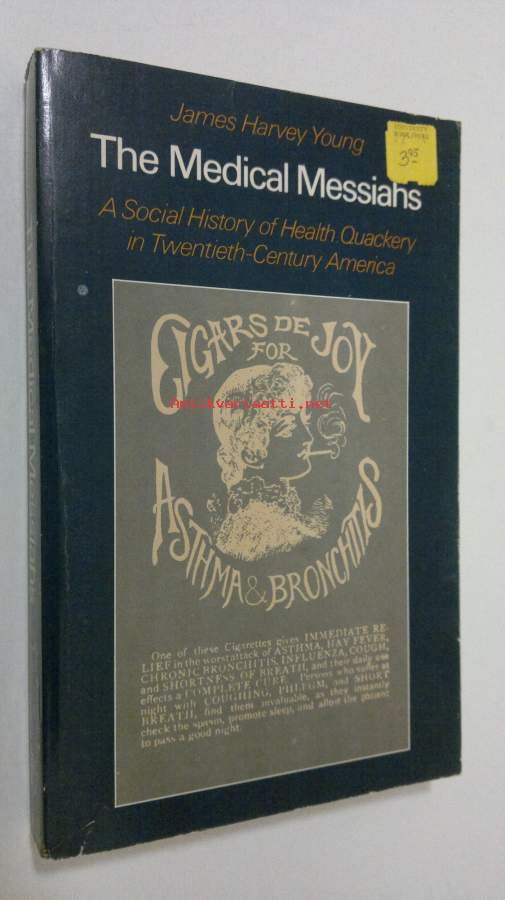 James Harvey Young
The Medical Messiahs
3.95
A Social History of Health Quackery
in Twentieth-Century America
CIGARS DE JOY
FOR
Antikvariaatti.net
ASTHMA & BRONCHITIS
One of these Cigarettes gives IMMEDIATE RE-
LIEF in the worst attack of ASTHMA, HAY FEVER,
CHRONIC BRONCHITIS, INFLUENZA, COUGH,
and SHORTNESS OF BREATH, and their daily use
effects a COMPLETE CURE. Persons who suffer at
night with COUGHING, PHLEGM, and SHORT
BREATH, find them invaluable, as they instantly
check the spasm, promote sleep, and allow the patient
to pass a good night.
The Medical Messiahs